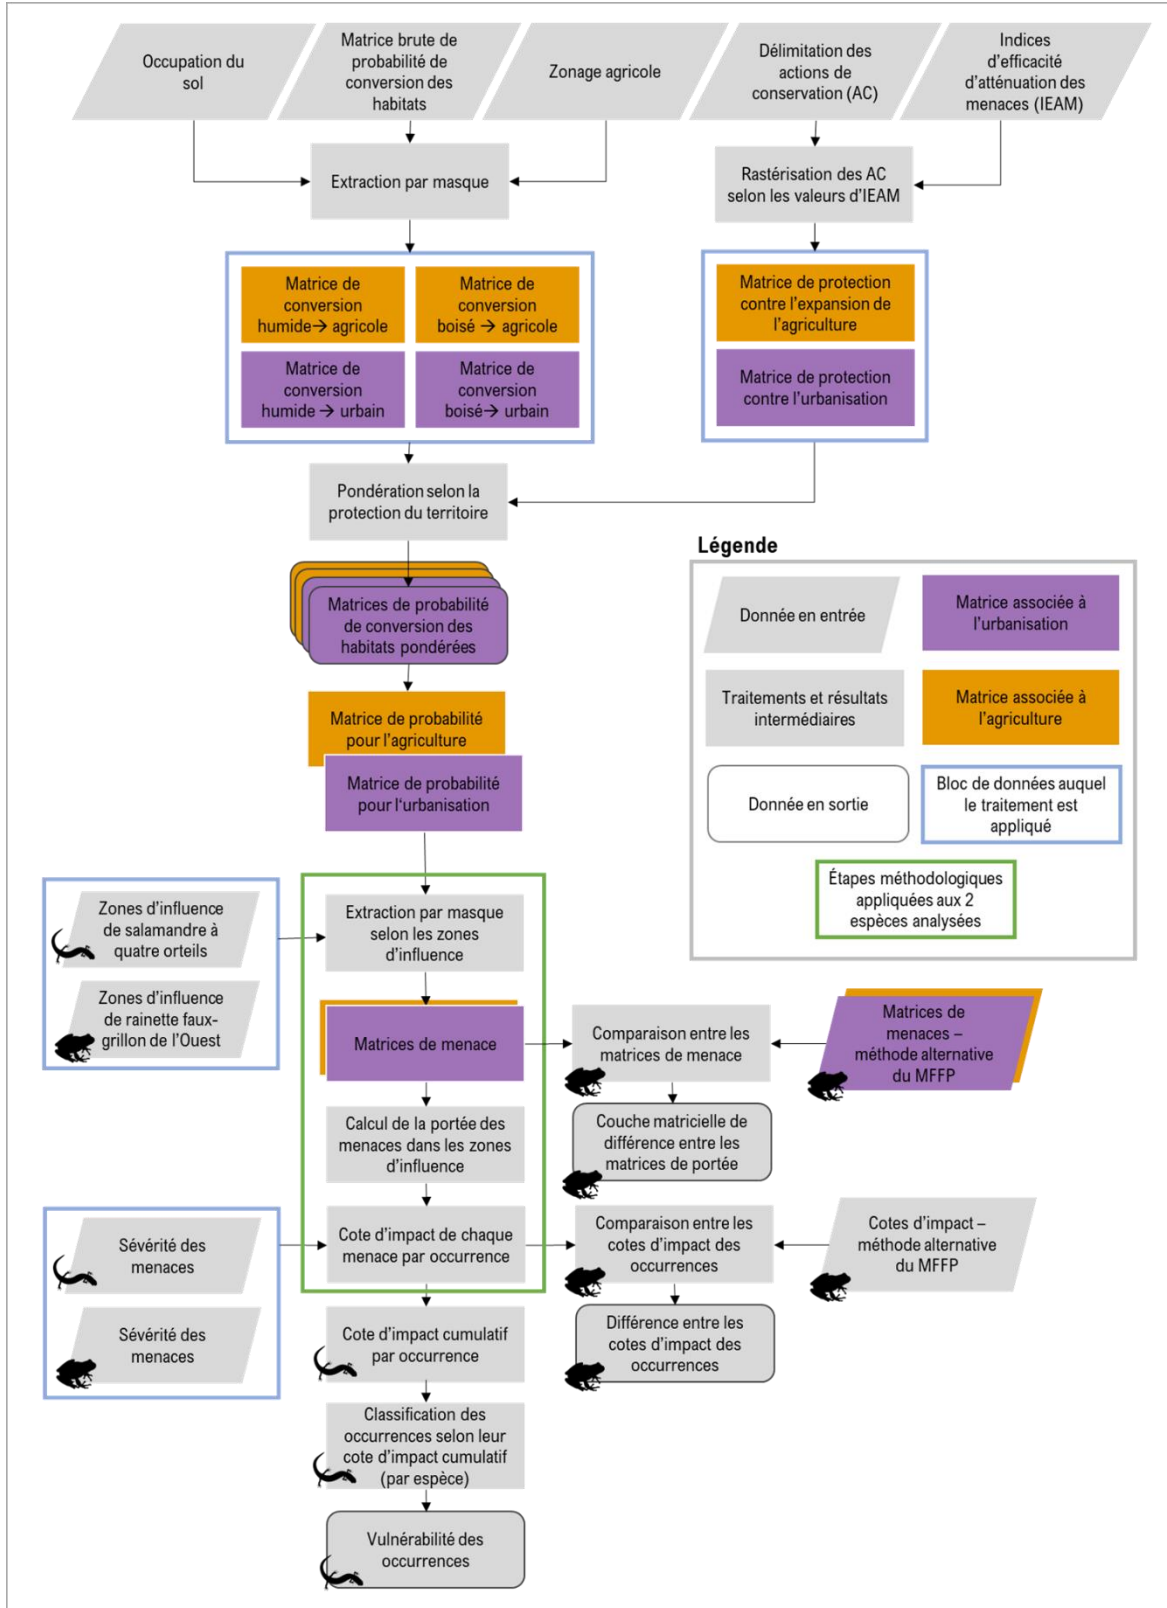 Occupation du
sol
Matrice brute de
probabilité de
conversion des
habitats
Zonage agricole
Délimitation des
actions de
conservation (AC)
Indices
d'efficacité
d'atténuation des
menaces (IEAM)
Extraction par masque
Rastérisation des AC
selon les valeurs d'IEAM
Matrice de
conversion
humide→ agricole
Matrice de
conversion
boisé → agricole
Matrice de
conversion
humide → urbain
Matrice de
conversion
boisé→ urbain
Matrice de protection
contre l'expansion de
l'agriculture
Matrice de protection
contre l'urbanisation
Pondération selon la
protection du territoire
Matrices de probabilité
de conversion des
habitats pondérées
Matrice de probabilité
pour l'agriculture
Matrice de probabilité
pour l'urbanisation
Légende
Donnée en entrée
Matrice associée à
l'urbanisation
Traitements et résultats
intermédiaires
Matrice associée à
l'agriculture
Donnée en sortie
Bloc de données auquel
le traitement est
appliqué
Étapes méthodologiques
appliquées aux 2
espèces analysées
Zones d'influence
de salamandre à
quatre orteils
Zones d'influence
de rainette faux-
grillon de l'Ouest
Extraction par masque
selon les zones
d'influence
Matrices de menace
Comparaison entre les
matrices de menace
Matrices de
menaces –
méthode alternative
du MFFP
Couche matricielle de
différence entre les
matrices de portée
Calcul de la portée des
menaces dans les zones
d'influence
Sévérité des
menaces
Sévérité des
menaces
Cote d'impact de chaque
menace par occurrence
Comparaison entre les
cotes d'impact des
occurrences
Cotes d'impact –
méthode alternative
du MFFP
Différence entre les
cotes d'impact des
occurrences
Cote d'impact cumulatif
par occurrence
Classification des
occurrences selon leur
cote d'impact cumulatif
(par espèce)
Vulnérabilité des
occurrences